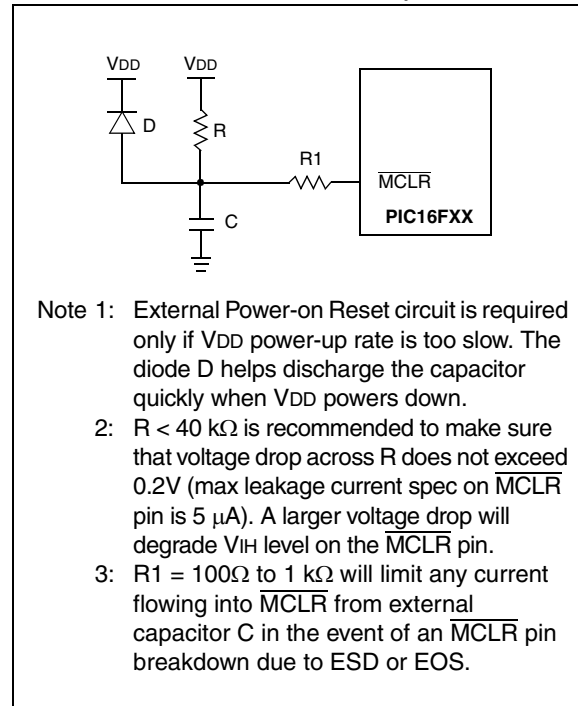 VDD VDD
D
R
R1
MCLR
C
PIC16FXX
Note 1: External Power-on Reset circuit is required
only if VDD power-up rate is too slow. The
diode D helps discharge the capacitor
quickly when VDD powers down.
2: R < 40 kΩ is recommended to make sure
that voltage drop across R does not exceed
0.2V (max leakage current spec on MCLR
pin is 5 μA). A larger voltage drop will
degrade VIH level on the MCLR pin.
3: R1 = 100Ω to 1 kΩ will limit any current
flowing into MCLR from external
capacitor C in the event of an MCLR pin
breakdown due to ESD or EOS.